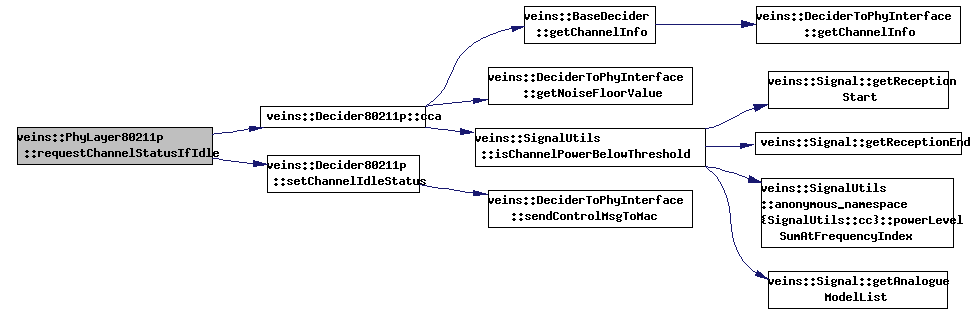 veins::PhyLayer80211p
::requestChannelStatusIfIdle
veins::Decider80211p::cca
veins::Decider80211p
::setChannelIdleStatus
veins::BaseDecider
::getChannelInfo
veins::DeciderToPhyInterface
::getNoiseFloorValue
veins::SignalUtils
::isChannelPowerBelowThreshold
veins::DeciderToPhyInterface
::sendControlMsgToMac
veins::DeciderToPhyInterface
::getChannelInfo
veins::Signal::getReception
Start
veins::Signal::getReceptionEnd
veins::SignalUtils
::anonymous_namespace
{SignalUtils::cc}::powerLevel
SumAtFrequencyIndex
veins::Signal::getAnalogue
ModelList